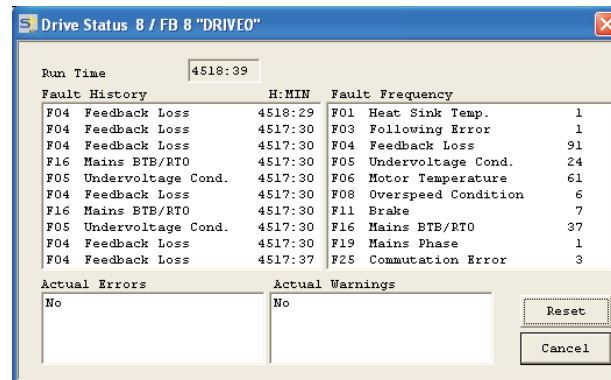 Drive Status 8 / FB 8 "DRIVE0"
Run Time 4518:39
Fault History H:MIN
F04 Feedback Loss 4518:29
F04 Feedback Loss 4517:30
F16 Mains BTB/RTO 4517:30
F05 Undervoltage Cond. 4517:30
F04 Feedback Loss 4517:30
F16 Mains BTB/RTO 4517:30
F05 Undervoltage Cond. 4517:30
F04 Feedback Loss 4517:30
F04 Feedback Loss 4517:37
Fault Frequency
F01 Heat Sink Temp. 1
F03 Following Error 1
F04 Feedback Loss 91
F05 Undervoltage Cond. 24
F06 Motor Temperature 61
F08 Overspeed Condition 6
F11 Brake 7
F16 Mains BTB/RTO 37
F19 Mains Phase 1
F25 Commutation Error 3
Actual Errors
No
Actual Warnings
No
Reset
Cancel